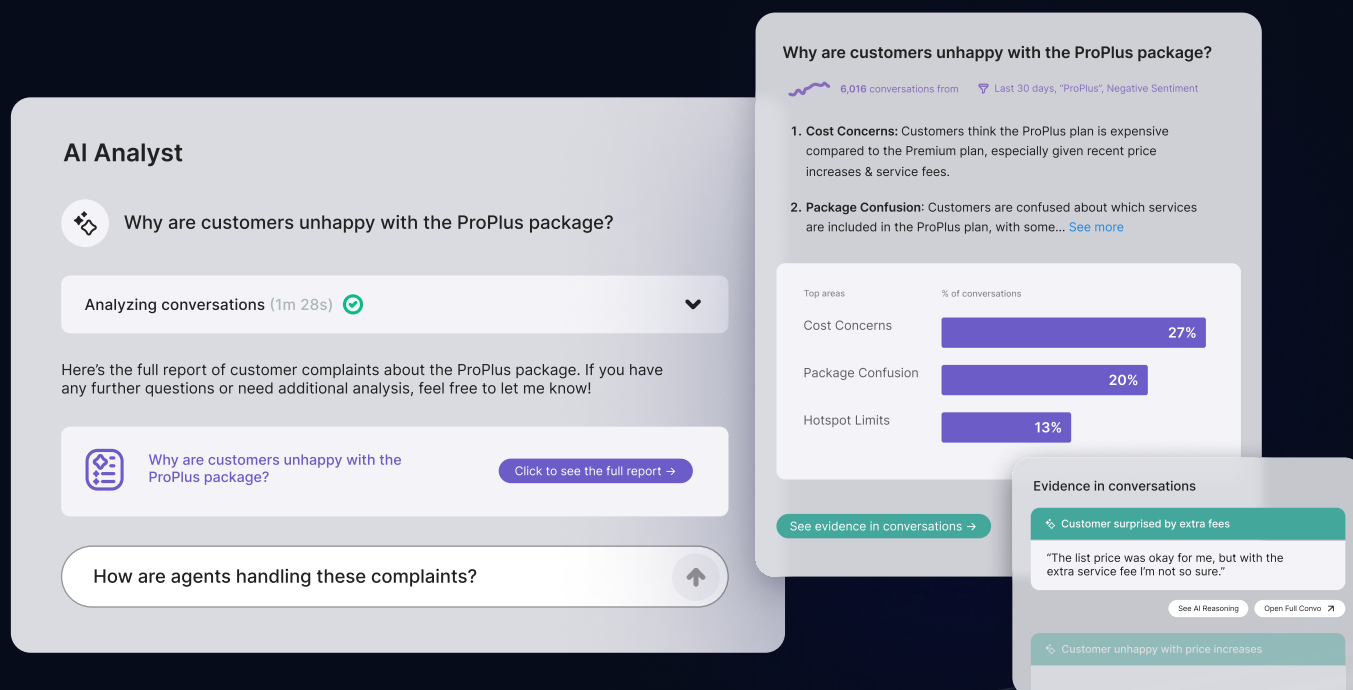 AI Analyst
Why are customers unhappy with the ProPlus package?
Analyzing conversations (1m 28s)
Here’s the full report of customer complaints about the ProPlus package. If you have
any further questions or need additional analysis, feel free to let me know!
Why are customers unhappy with the
ProPlus package?
Click to see the full report →
How are agents handling these complaints?
Why are customers unhappy with the ProPlus package?
6,016 conversations from
Last 30 days, “ProPlus”, Negative Sentiment
1. Cost Concerns: Customers think the ProPlus plan is expensive
compared to the Premium plan, especially given recent price
increases & service fees.
2. Package Confusion: Customers are confused about which services
are included in the ProPlus plan, with some... See more
Top areas
% of conversations
Cost Concerns
27%
Package Confusion
20%
Hotspot Limits
13%
See evidence in conversations →
Evidence in conversations
Customer surprised by extra fees
“The list price was okay for me, but with the
extra service fee I’m not so sure.”
See AI Reasoning
Open Full Convo
Customer unhappy with price increases